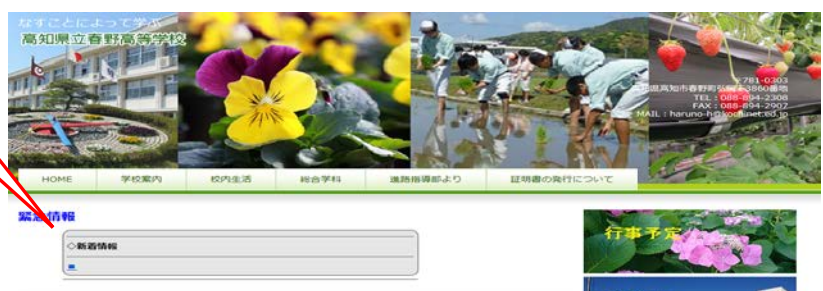 なすことによって学ぶ
高知県立春野高等学校
〒781-0303
高知県高知市春野町弘岡下3860番地
TEL : 088-894-2308
FAX : 088-894-2907
MAIL : haruno-h@kochinet.ed.jp
HOME 学校案内 校内生活 総合学科 進路指導部より 証明書の発行について
緊急情報
行事予定
◇新着情報